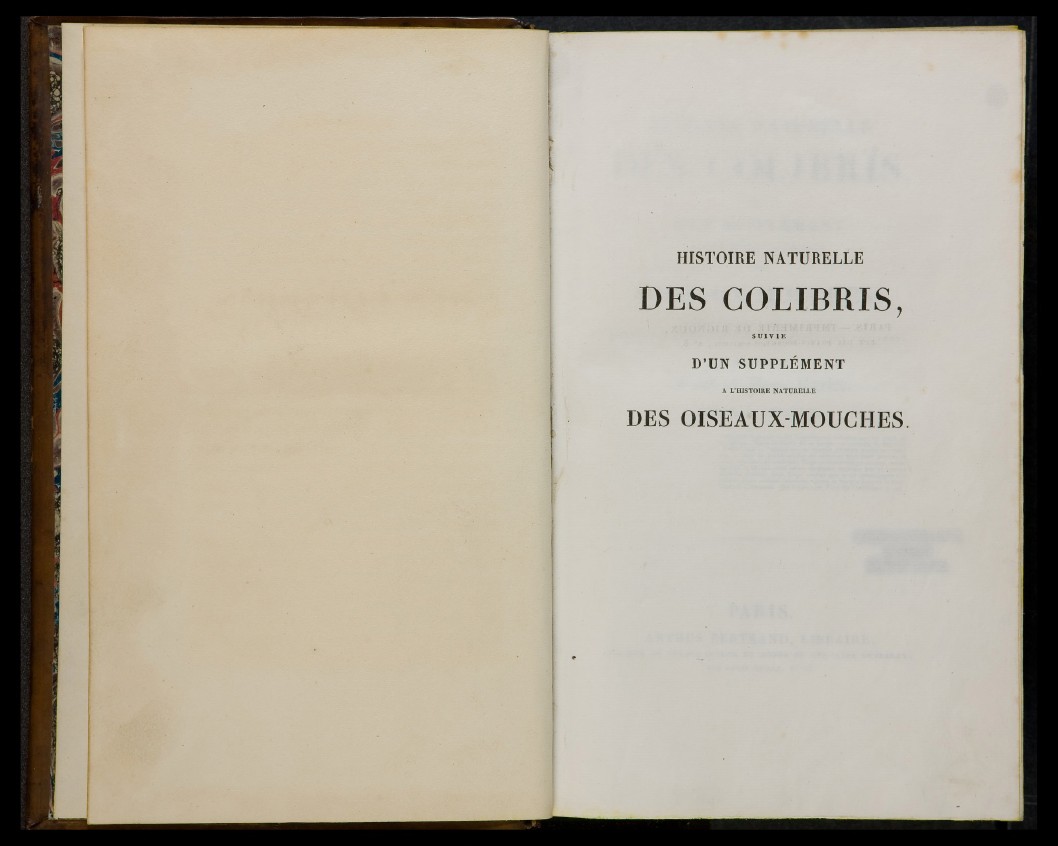 HISTOIRE NATURELLE
DES COLIBRIS,
SUIVIE
D'UN SUPPLÉMENT
A L'HISTOIRE NATURELLE
DES OISEAUX-MOUCHES.